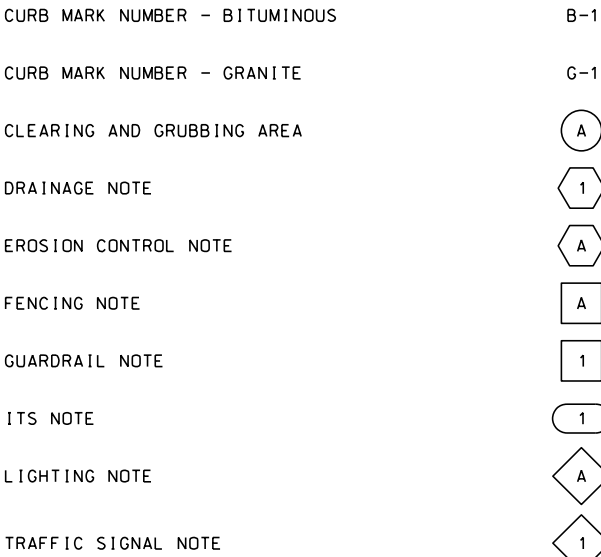 CURB MARK NUMBER - BITUMINOUS B-1
CURB MARK NUMBER - GRANITE G-1
CLEARING AND GRUBBING AREA A
DRAINAGE NOTE 1
EROSION CONTROL NOTE A
FENCING NOTE A
GUARDRAIL NOTE 1
ITS NOTE 1
LIGHTING NOTE A
TRAFFIC SIGNAL NOTE 1